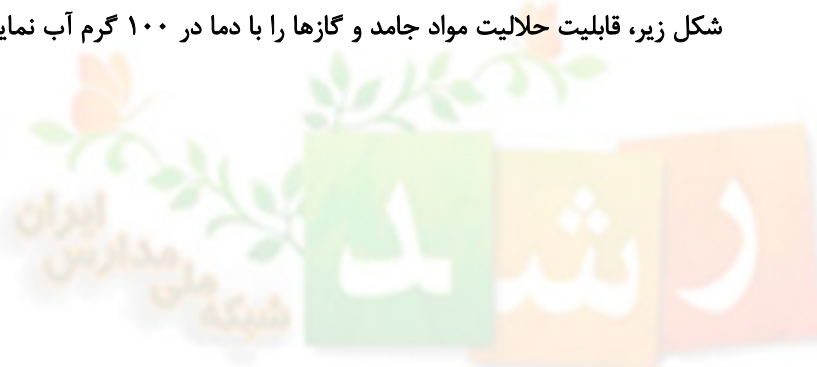 شکل زیر، قابلیت حلالیت مواد جامد و گازها را با دما در ۱۰۰ گرم آب
رشد
شبکه ملی مدارس ایران